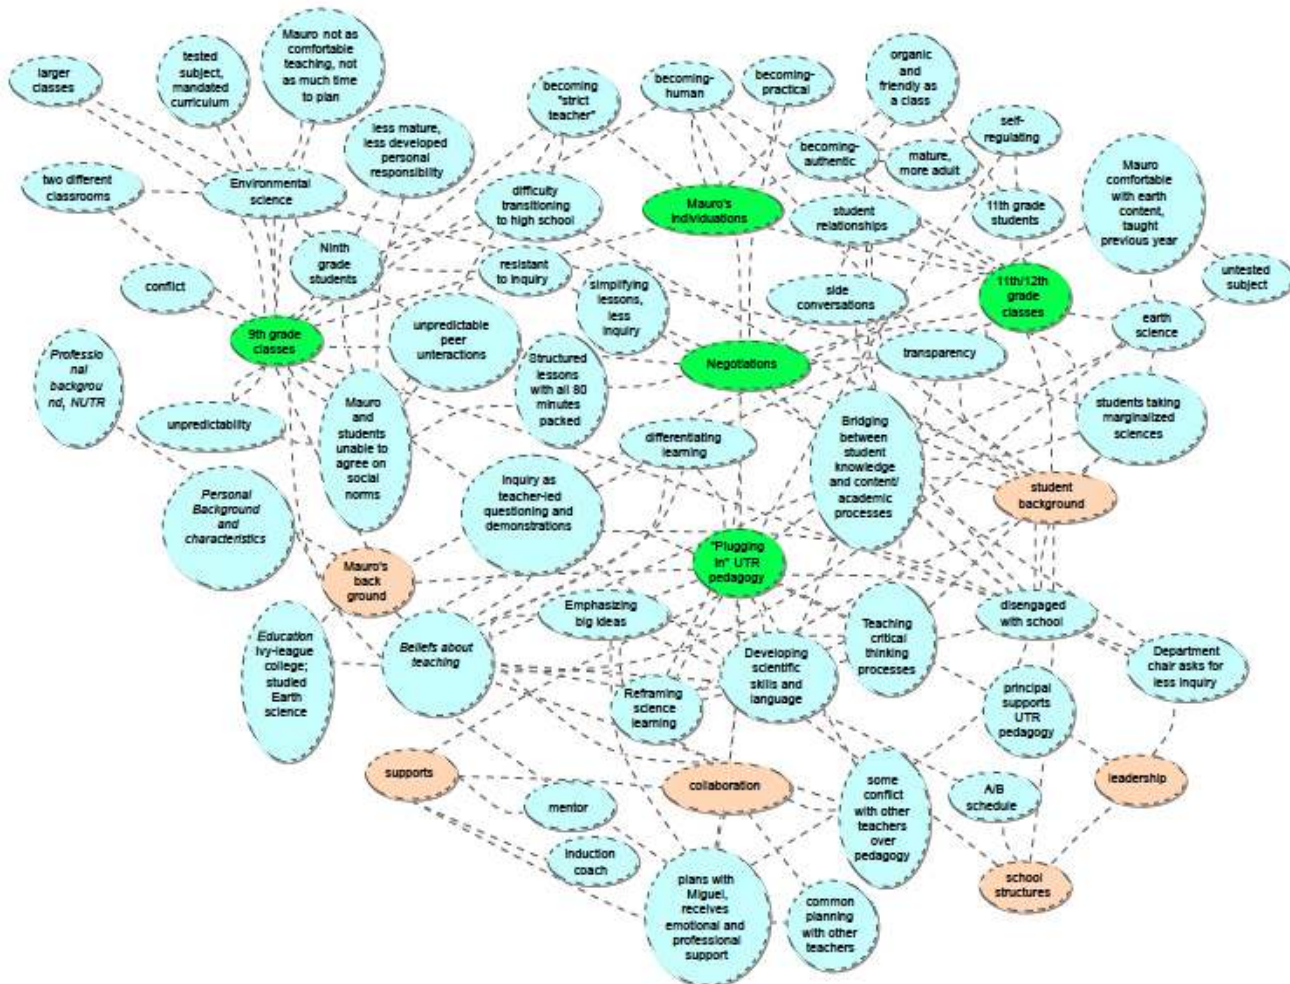 larger
classes
tested
subject,
mandated
curriculum
Mauro not as
comfortable
teaching, not
as much time
to plan
becoming
"strict
teacher"
becoming-
human
becoming-
practical
organic
and
friendly as
a class
less mature,
less developed
personal
responsibility
self-
regulating
becoming-
authentic
mature,
more adult
Mauro
comfortable
with earth
content,
taught
previous year
two different
classrooms
Environmental
science
difficulty
transitioning
to high school
Mauro's
individuations
student
relationships
11th grade
students
Ninth
grade
students
resistant
to inquiry
untested
subject
conflict
simplifying
lessons,
less
inquiry
side
conversations
11th/12th
grade
classes
earth
science
9th grade
classes
unpredictable
peer
unteractions
Negotiations
transparency
Professio
nal
backgrou
nd, NUTR
Structured
lessons
with all 80
minutes
packed
students taking
marginalized
sciences
unpredictability
Mauro
and
students
unable to
agree on
social
norms
differentiating
learning
Bridging
between
student
knowledge
and content/
academic
processes
Personal
Background
and
characteristics
Inquiry as
teacher-led
questioning and
demonstrations
student
background
Mauro's
back
ground
"Plugging
in" UTR
pedagogy
Emphasizing
big ideas
Teaching
critical
thinking
processes
disengaged
with school
Education
Ivy-league
college;
studied
Earth
science
Beliefs about
teaching
Developing
scientific
skills and
language
Department
chair asks for
less inquiry
Reframing
science
learning
principal
supports
UTR
pedagogy
supports
collaboration
leadership
mentor
some
conflict
with other
teachers
over
pedagogy
A/B
schedule
induction
coach
school
structures
plans with
Miguel,
receives
emotional and
professional
support
common
planning
with other
teachers